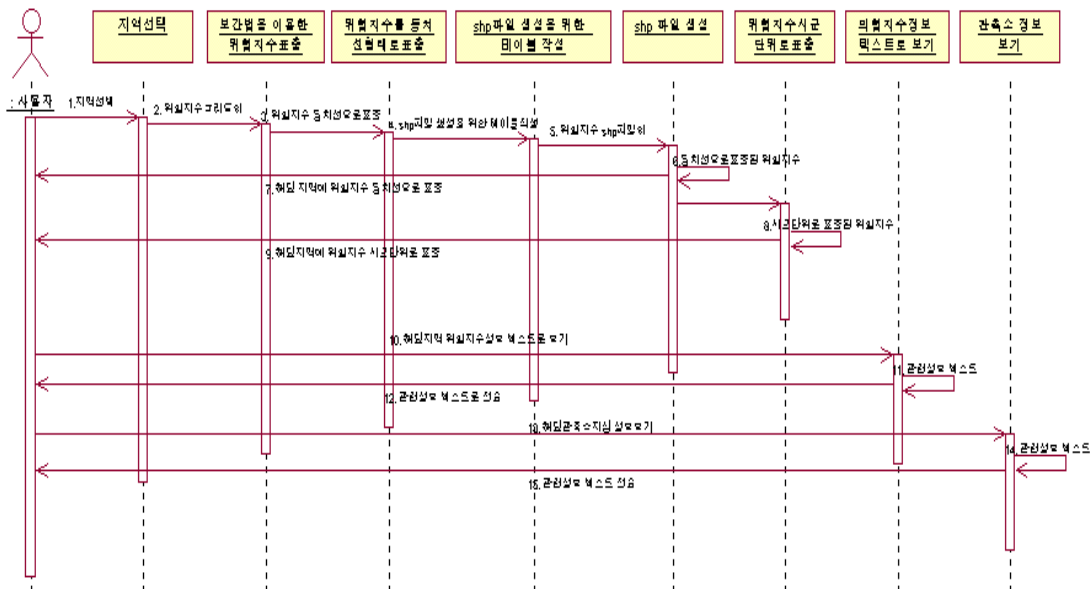 지역선택
보간법을 이용한
위험지수표출
위험지수를 등치
선형태로표출
shp파일 생성을 위한
테이블 작성
shp 파일 생성
위험지수시군
단위로표출
의험지수정보
텍스트로 보기
관측소 정보
보기
: 사용자
1.지역선택
2. 위험지수그리드화
3. 위험지수 등치선으로표출
4. shp파일 생성을 위한 테이블작성
5. 위험지수 shp파일화
6.등치선으로표출된 위험지수
7. 해당 지역에 위험지수 등치선으로 표출
8.시군단위로 표출된 위험지수
9. 해당지역에 위험지수 시군단위로 표출
10. 해당지역 위험지수정보 텍스트로 보기
11. 관련정보 텍스트
12. 관련정보 텍스트로 전송
13. 해당관측소지점 정보보기
14. 관련정보 텍스트
15. 관련정보 텍스트 전송